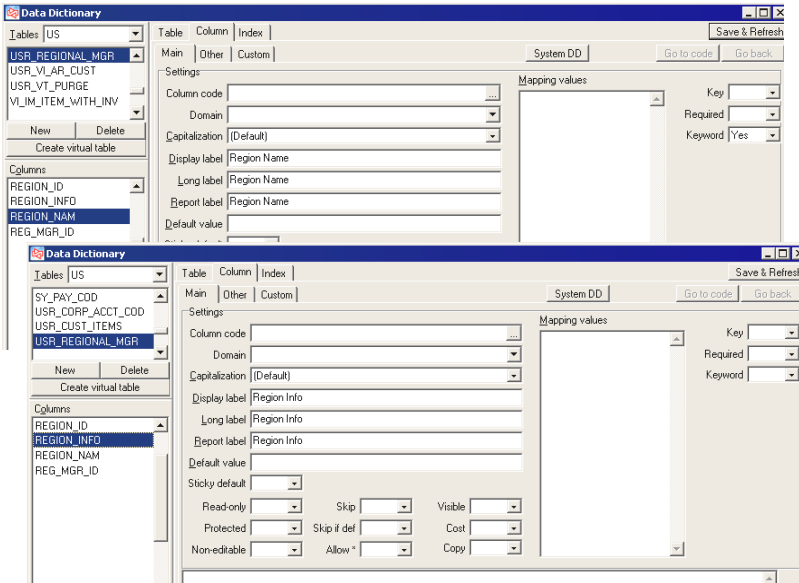 Data Dictionary
Tables US
Table Column Index Save & Refresh
USR_REGIONAL_MGR
USR_VI_AR_CUST
USR_VT_PURGE
VI_IM_ITEM_WITH_INV
New Delete
Create virtual table
Columns
REGION_ID
REGION_INFO
REGION_NAM
REG_MGR_ID
Main Other Custom System DD Go to code Go back
Settings
Column code ...
Domain
Capitalization (Default)
Display label Region Name
Long label Region Name
Report label Region Name
Default value
Mapping values
Key
Required
Keyword Yes
Data Dictionary
Tables US
Table Column Index Save & Refresh
SY_PAY_COD
USR_CORP_ACCT_COD
USR_CUST_ITEMS
USR_REGIONAL_MGR
New Delete
Create virtual table
Columns
REGION_ID
REGION_INFO
REGION_NAM
REG_MGR_ID
Main Other Custom System DD Go to code Go back
Settings
Column code ...
Domain
Capitalization (Default)
Display label Region Info
Long label Region Info
Report label Region Info
Default value
Sticky default
Read-only Skip Visible
Protected Skip if def Cost
Non-editable Allow * Copy
Mapping values
Key
Required
Keyword